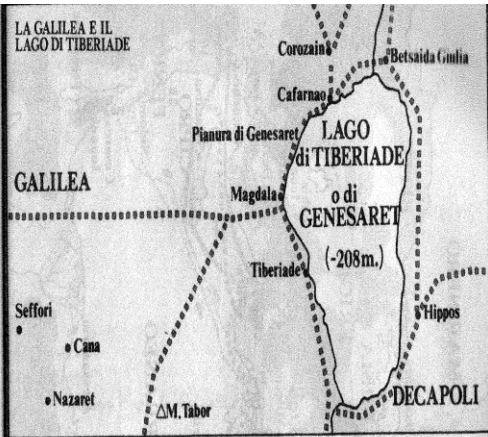 LA GALILEA E IL
LAGO DI TIBERIADE
Corozain
Betsaida Giulia
Cafarnao
Pianura di Genesaret
LAGO
di TIBERIADE
o di
GENESARET
(-208m.)
GALILEA
Magdala
Tiberiade
Seffori
Cana
Nazaret
M. Tabor
Hippos
DECAPOLI